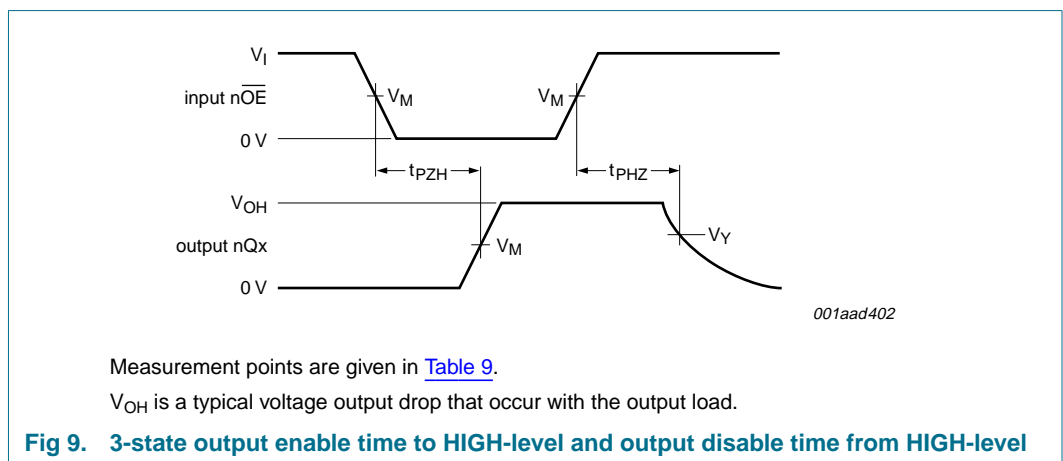 V_I
input nO̅E̅
V_M
V_M
0 V
t_PZH
t_PHZ
V_OH
output nQx
V_M
V_Y
0 V
001aad402
Measurement points are given in Table 9.
V_OH is a typical voltage output drop that occur with the output load.
Fig 9. 3-state output enable time to HIGH-level and output disable time from HIGH-level